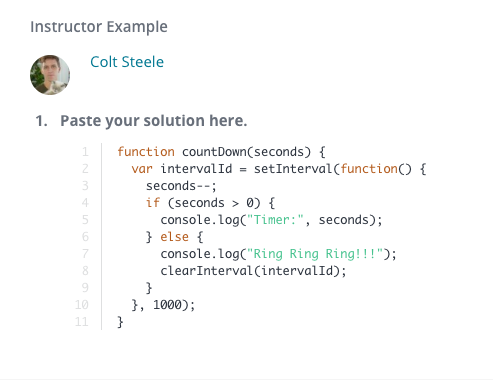 Instructor Example
Colt Steele
1. Paste your solution here.
1 function countDown(seconds) {
2   var intervalId = setInterval(function() {
3     seconds--;
4     if (seconds > 0) {
5       console.log("Timer:", seconds);
6     } else {
7       console.log("Ring Ring Ring!!!");
8       clearInterval(intervalId);
9     }
10   }, 1000);
11 }